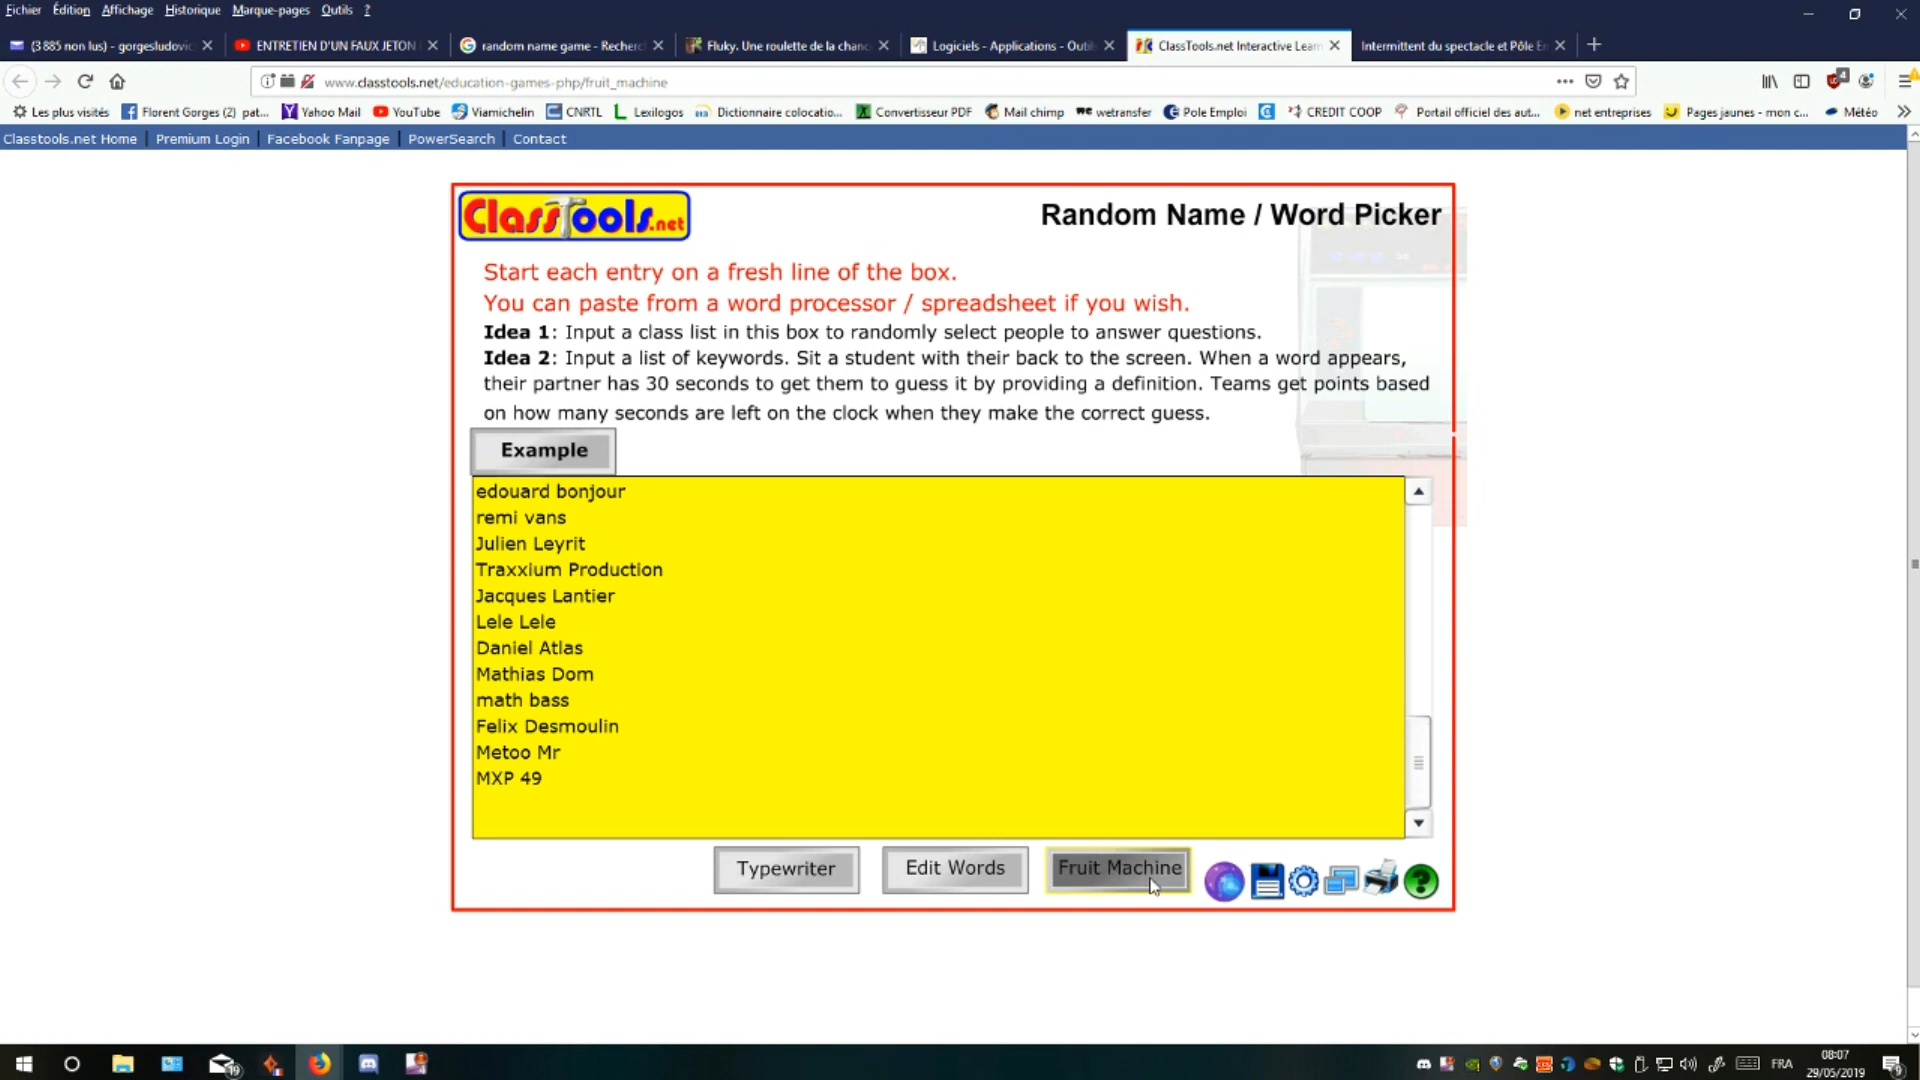 Fichier Édition Affichage Historique Marque-pages Outils ?
(3 885 non lus) - gorgesludovic
ENTRETIEN D'UN FAUX JETON
random name game - Recherc
Fluky. Une roulette de la chanc
Logiciels - Applications - Outil
ClassTools.net Interactive Learn
Intermittent du spectacle et Pôle E
www.classtools.net/education-games-php/fruit_machine
4
Les plus visités Florent Gorges (2) pat... Yahoo Mail YouTube Viamichelin CNRTL Lexilogos Dictionnaire colocatio... Convertisseur PDF Mail chimp wetransfer Pole Emploi CREDIT COOP Portail officiel des aut... net entreprises Pages jaunes - mon c... Météo
Classtools.net Home Premium Login Facebook Fanpage PowerSearch Contact
ClassTools.net
Random Name / Word Picker
Start each entry on a fresh line of the box.
You can paste from a word processor / spreadsheet if you wish.
Idea 1: Input a class list in this box to randomly select people to answer questions.
Idea 2: Input a list of keywords. Sit a student with their back to the screen. When a word appears,
their partner has 30 seconds to get them to guess it by providing a definition. Teams get points based
on how many seconds are left on the clock when they make the correct guess.
Example
edouard bonjour
remi vans
Julien Leyrit
Traxxium Production
Jacques Lantier
Lele Lele
Daniel Atlas
Mathias Dom
math bass
Felix Desmoulin
Metoo Mr
MXP 49
Typewriter Edit Words Fruit Machine ?
19
FRA
08:07
29/05/2019
9